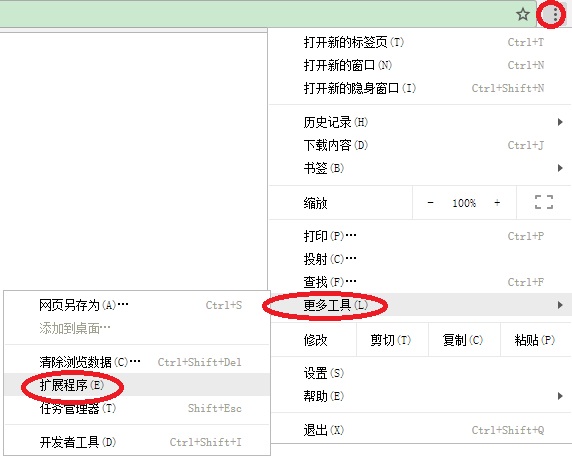 打开新的标签页(T) Ctrl+T
打开新的窗口(N) Ctrl+N
打开新的隐身窗口(I) Ctrl+Shift+N
历史记录(H)
下载内容(D) Ctrl+J
书签(B)
缩放 - 100% +
打印(P)… Ctrl+P
投射(C)…
查找(F)… Ctrl+F
更多工具(L)
修改 剪切(T) 复制(C) 粘贴(P)
设置(S)
帮助(E)
退出(X) Ctrl+Shift+Q
网页另存为(A)… Ctrl+S
添加到桌面…
清除浏览数据(C)… Ctrl+Shift+Del
扩展程序(E)
任务管理器(T) Shift+Esc
开发者工具(D) Ctrl+Shift+I